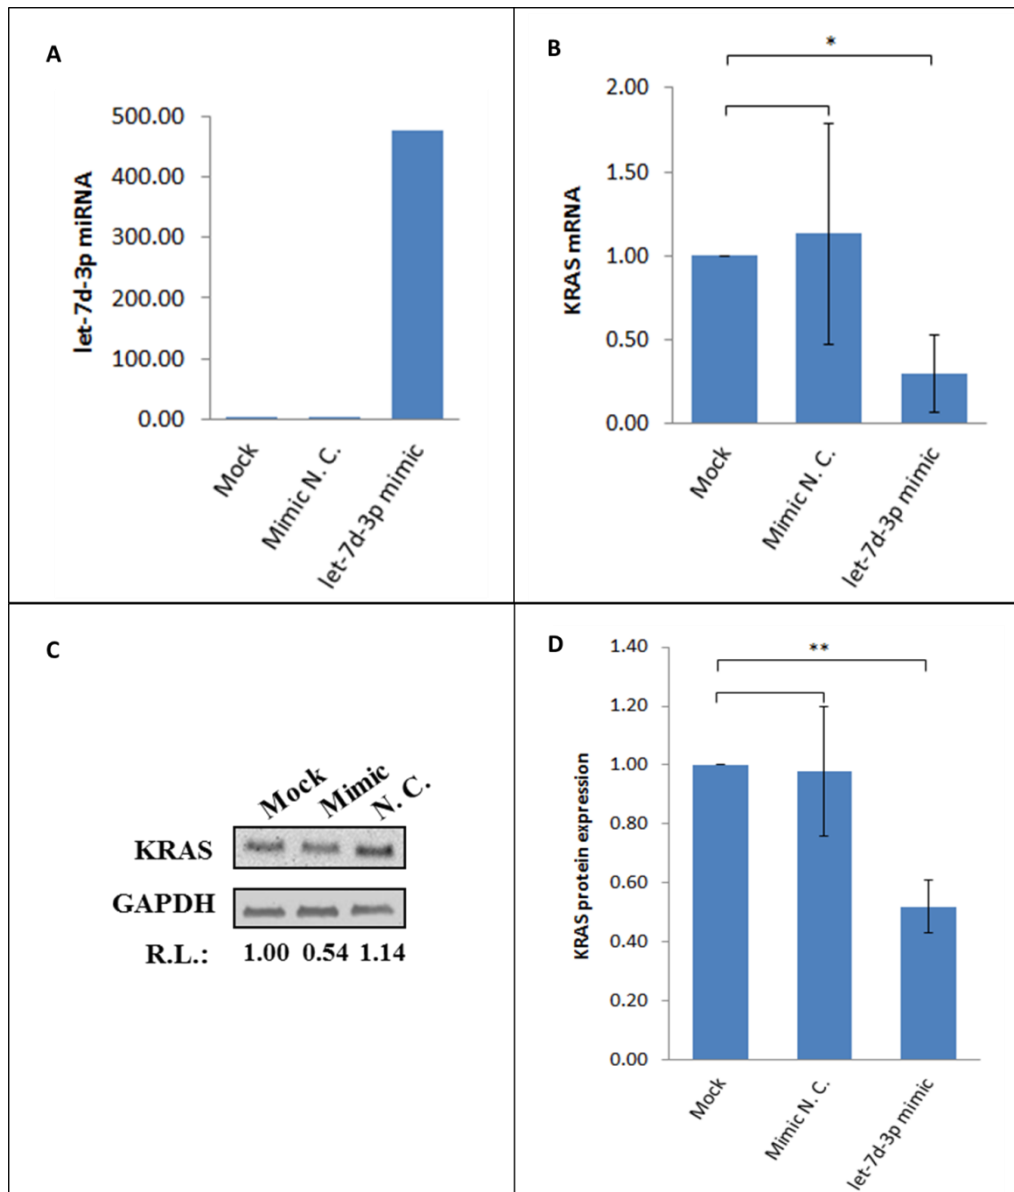 A
500.00
400.00
300.00
200.00
100.00
0.00
let-7d-3p miRNA
Mock
Mimic N. C.
let-7d-3p mimic
B
*
2.00
1.50
1.00
0.50
0.00
KRAS mRNA
Mock
Mimic N. C.
let-7d-3p mimic
C
Mock
Mimic
N. C.
KRAS
GAPDH
R.L.: 1.00 0.54 1.14
D
**
1.40
1.20
1.00
0.80
0.60
0.40
0.20
0.00
KRAS protein expression
Mock
Mimic N. C.
let-7d-3p mimic